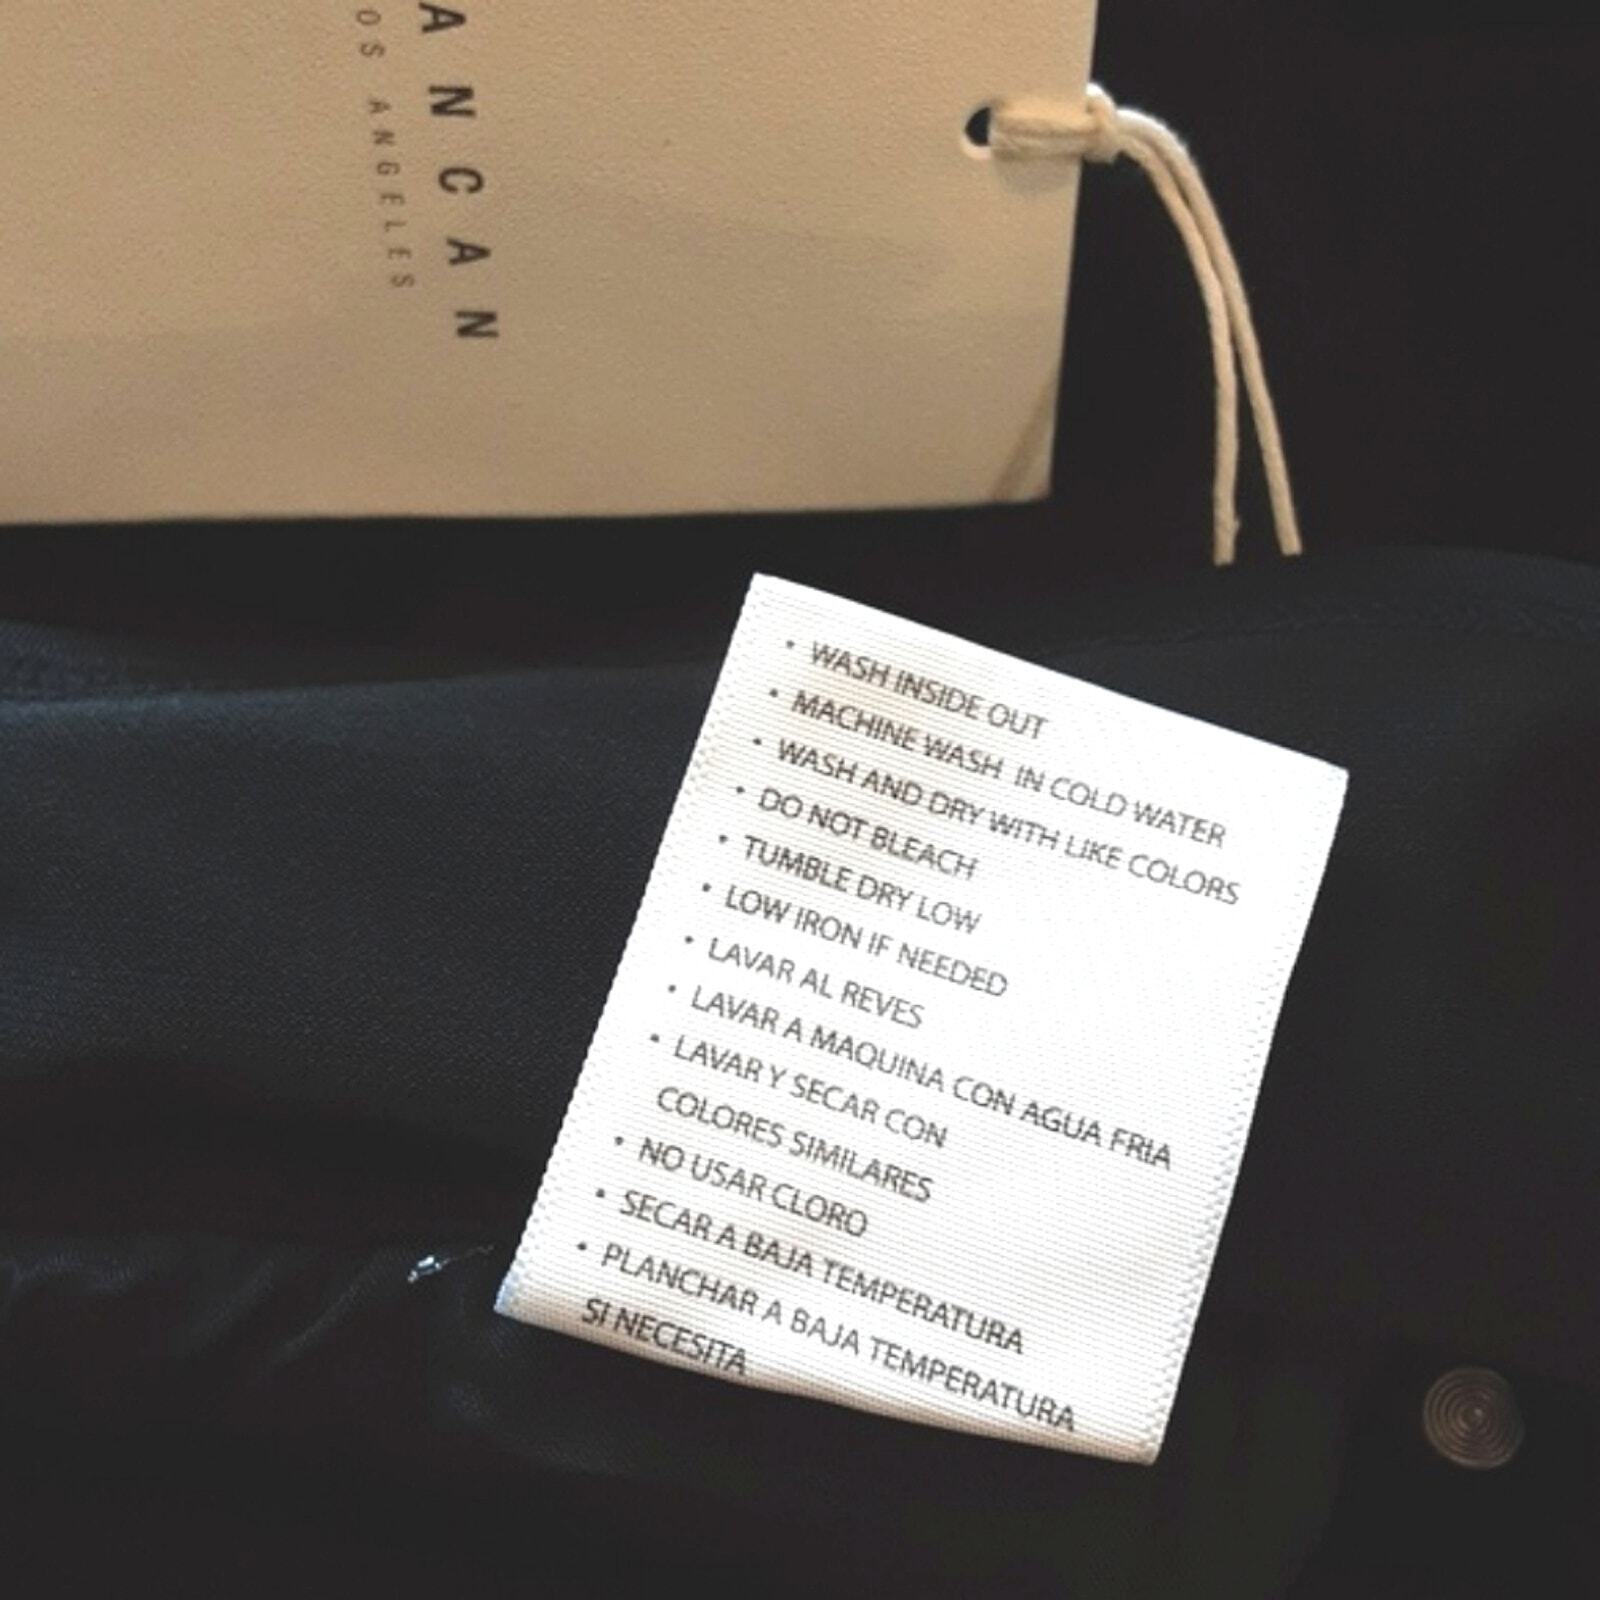 ANCAN
OS ANGELES
• WASH INSIDE OUT
• MACHINE WASH IN COLD WATER
• WASH AND DRY WITH LIKE COLORS
• DO NOT BLEACH
• TUMBLE DRY LOW
• LOW IRON IF NEEDED
• LAVAR AL REVES
• LAVAR A MAQUINA CON AGUA FRIA
• LAVAR Y SECAR CON
COLORES SIMILARES
• NO USAR CLORO
• SECAR A BAJA TEMPERATURA
• PLANCHAR A BAJA TEMPERATURA
SI NECESITA